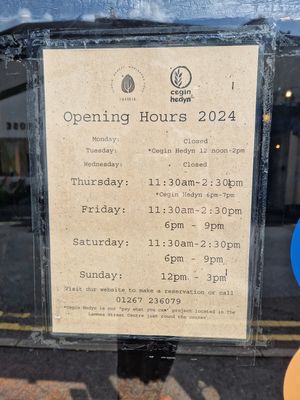 cegin
hedyn
Opening Hours 2024
Monday: Closed
Tuesday: *Cegin Hedyn 12 noon-2pm
Wednesday: Closed
Thursday: 11:30am-2:30pm
*Cegin Hedyn 6pm-7pm
Friday: 11:30am-2:30pm
6pm - 9pm
Saturday: 11:30am-2:30pm
6pm - 9pm
Sunday: 12pm - 3pm
Visit our website to make a reservation or call
01267 236079
*Cegin Hedyn is our 'pay what you can' project located in The
Lammas Street Centre just round the corner